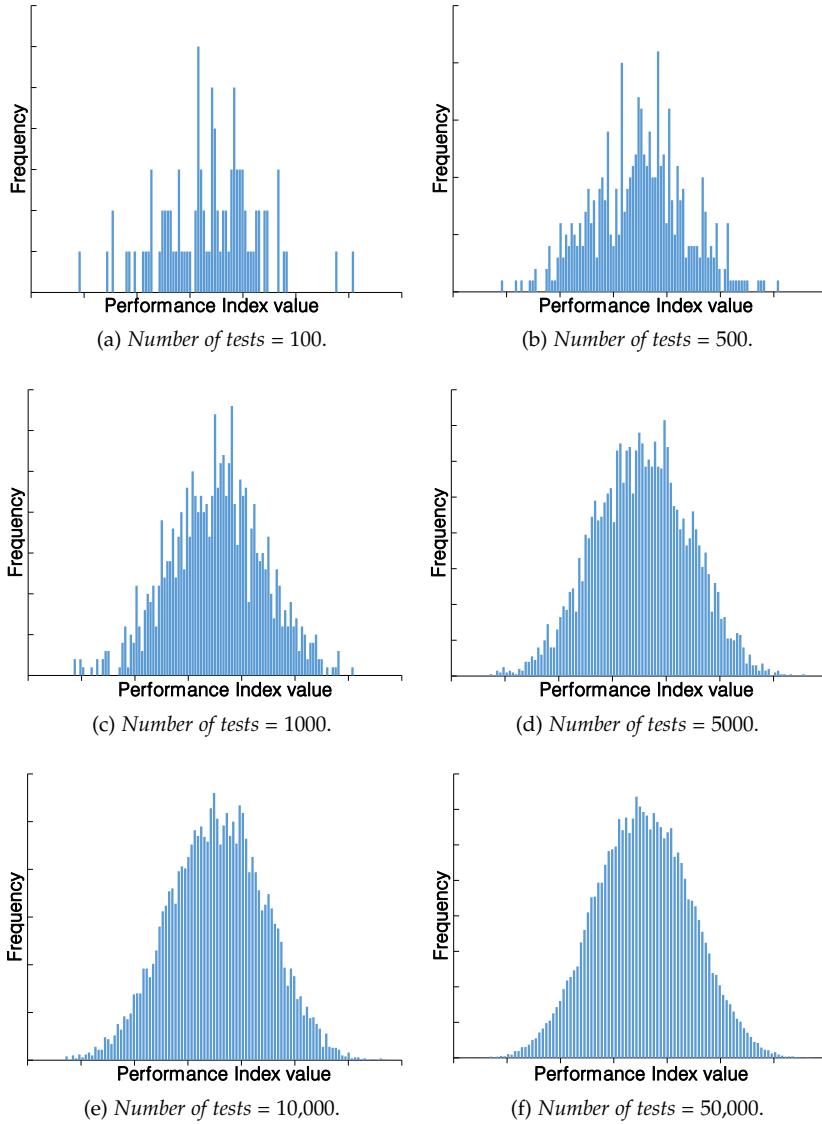 Frequency
Performance Index value
(a) Number of tests = 100.
Frequency
Performance Index value
(b) Number of tests = 500.
Frequency
Performance Index value
(c) Number of tests = 1000.
Frequency
Performance Index value
(d) Number of tests = 5000.
Frequency
Performance Index value
(e) Number of tests = 10,000.
Frequency
Performance Index value
(f) Number of tests = 50,000.